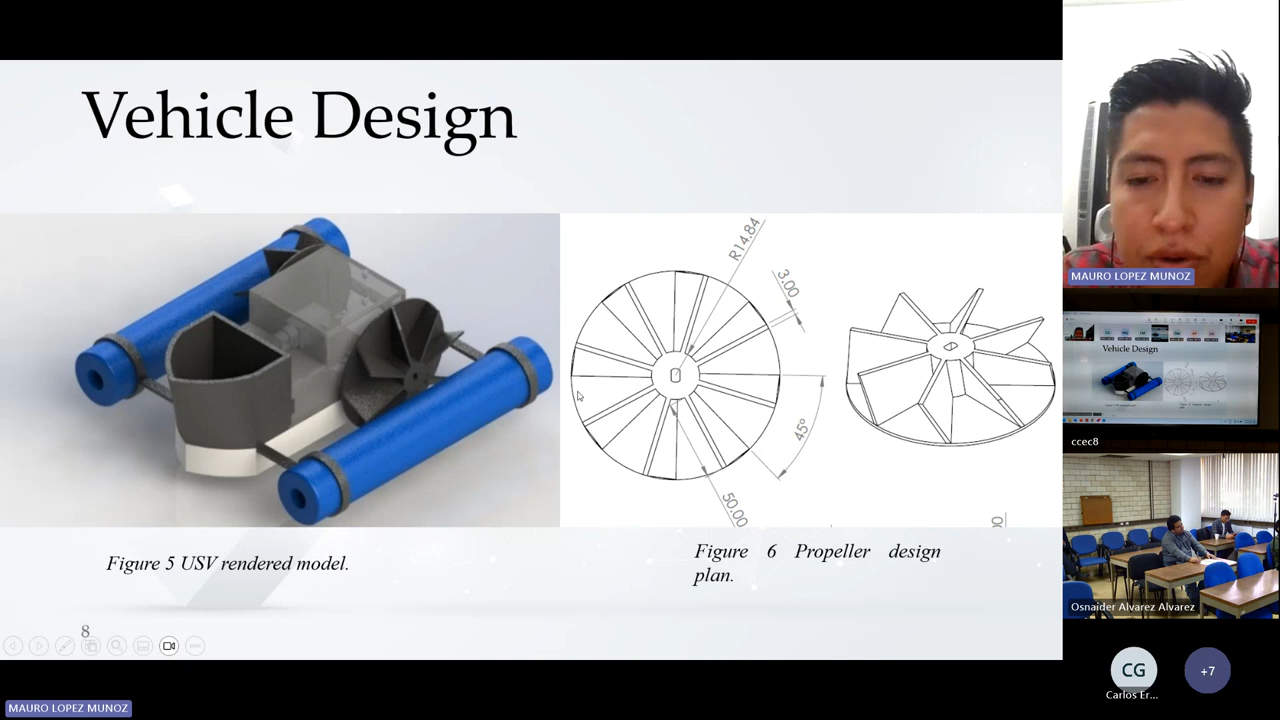 Vehicle Design
R14.84
3.00
45°
50.00
Figure 5 USV rendered model.
Figure 6 Propeller design
plan.
8
MAURO LOPEZ MUNOZ
MAURO LOPEZ MUNOZ
Vehicle Design
ccec8
Osnaider Alvarez Alvarez
CG
+7
Carlos Er...